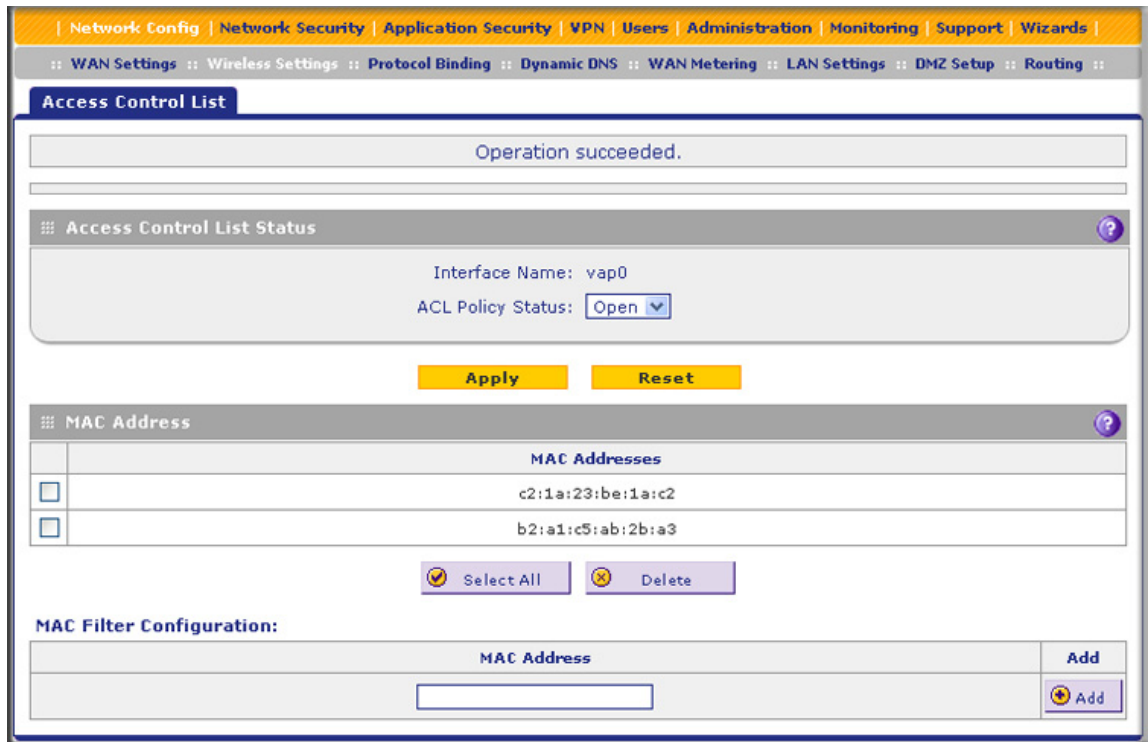 | Network Config | Network Security | Application Security | VPN | Users | Administration | Monitoring | Support | Wizards |
:: WAN Settings :: Wireless Settings :: Protocol Binding :: Dynamic DNS :: WAN Metering :: LAN Settings :: DMZ Setup :: Routing ::
Access Control List
Operation succeeded.
Access Control List Status ?
Interface Name: vap0
ACL Policy Status: Open
Apply Reset
MAC Address ?
MAC Addresses
c2:1a:23:be:1a:c2
b2:a1:c5:ab:2b:a3
Select All Delete
MAC Filter Configuration:
MAC Address Add
Add